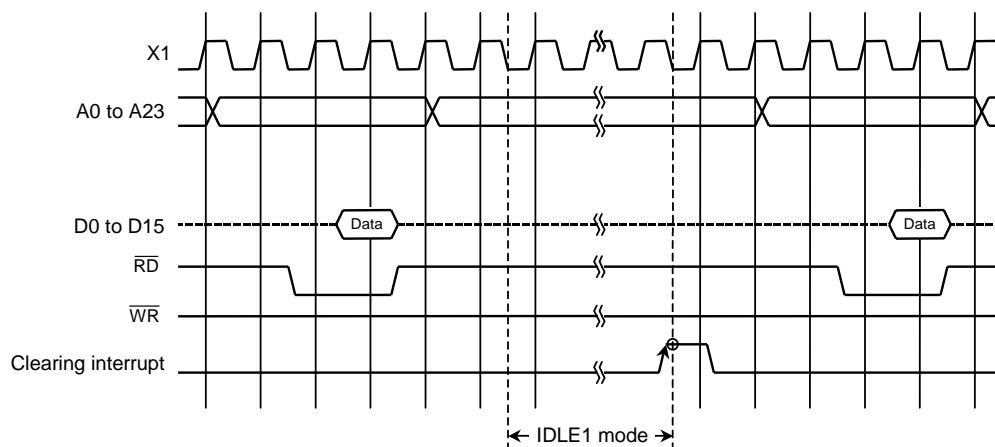 X1
A0 to A23
D0 to D15
Data
Data
RD
WR
Clearing interrupt
IDLE1 mode